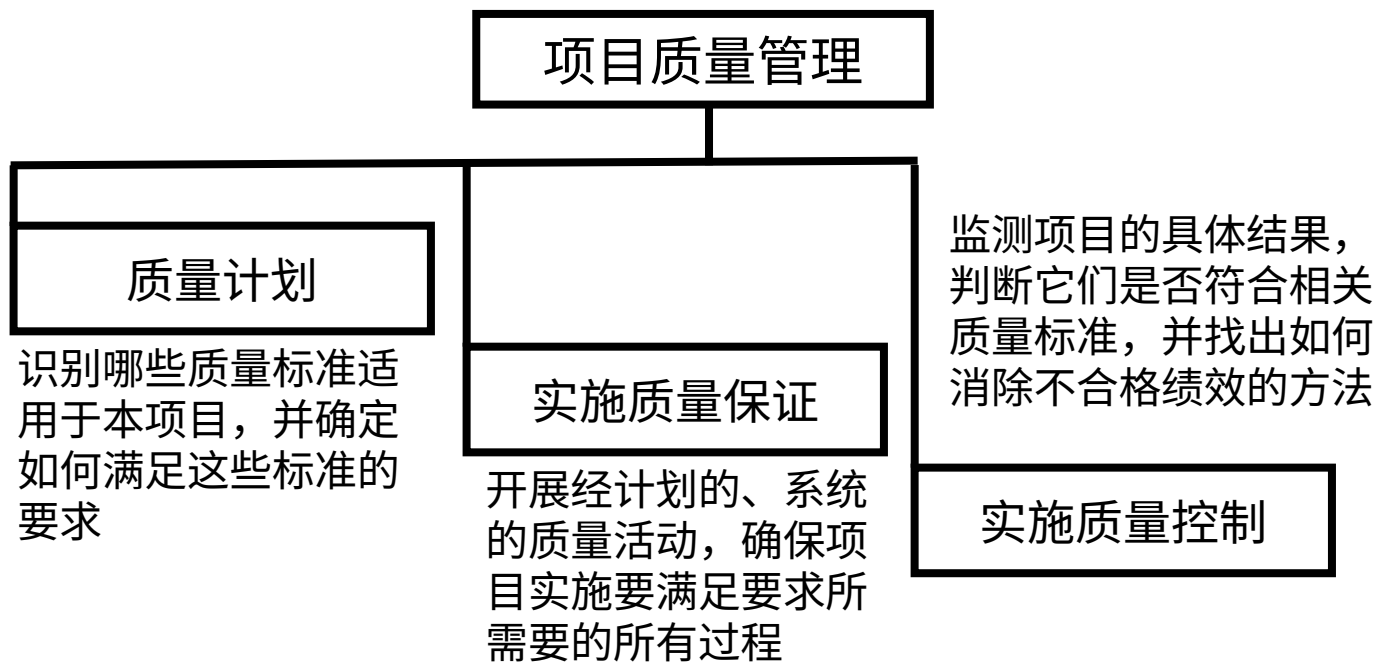 项目质量管理
质量计划
识别哪些质量标准适
用于本项目，并确定
如何满足这些标准的
要求
实施质量保证
开展经计划的、系统
的质量活动，确保项
目实施要满足要求所
需要的所有过程
监测项目的具体结果，
判断它们是否符合相关
质量标准，并找出如何
消除不合格绩效的方法
实施质量控制